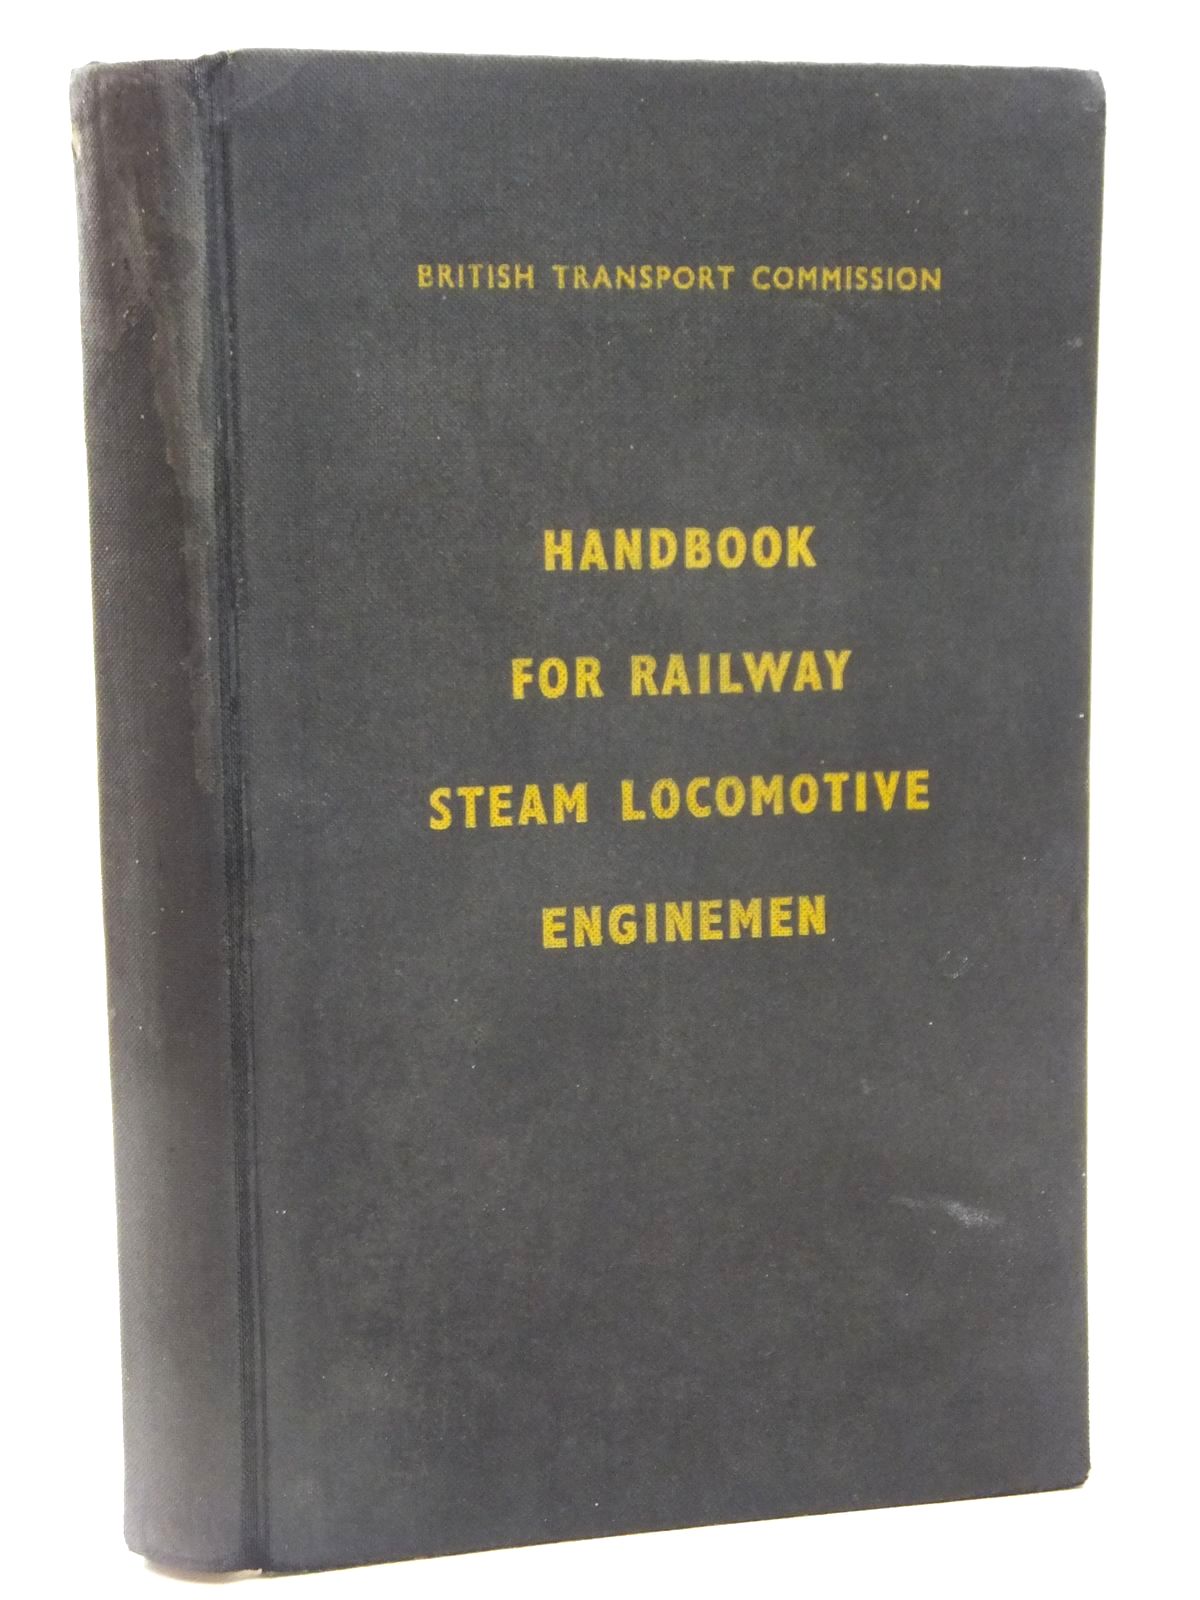 BRITISH TRANSPORT COMMISSION
HANDBOOK
FOR RAILWAY
STEAM LOCOMOTIVE
ENGINEMEN